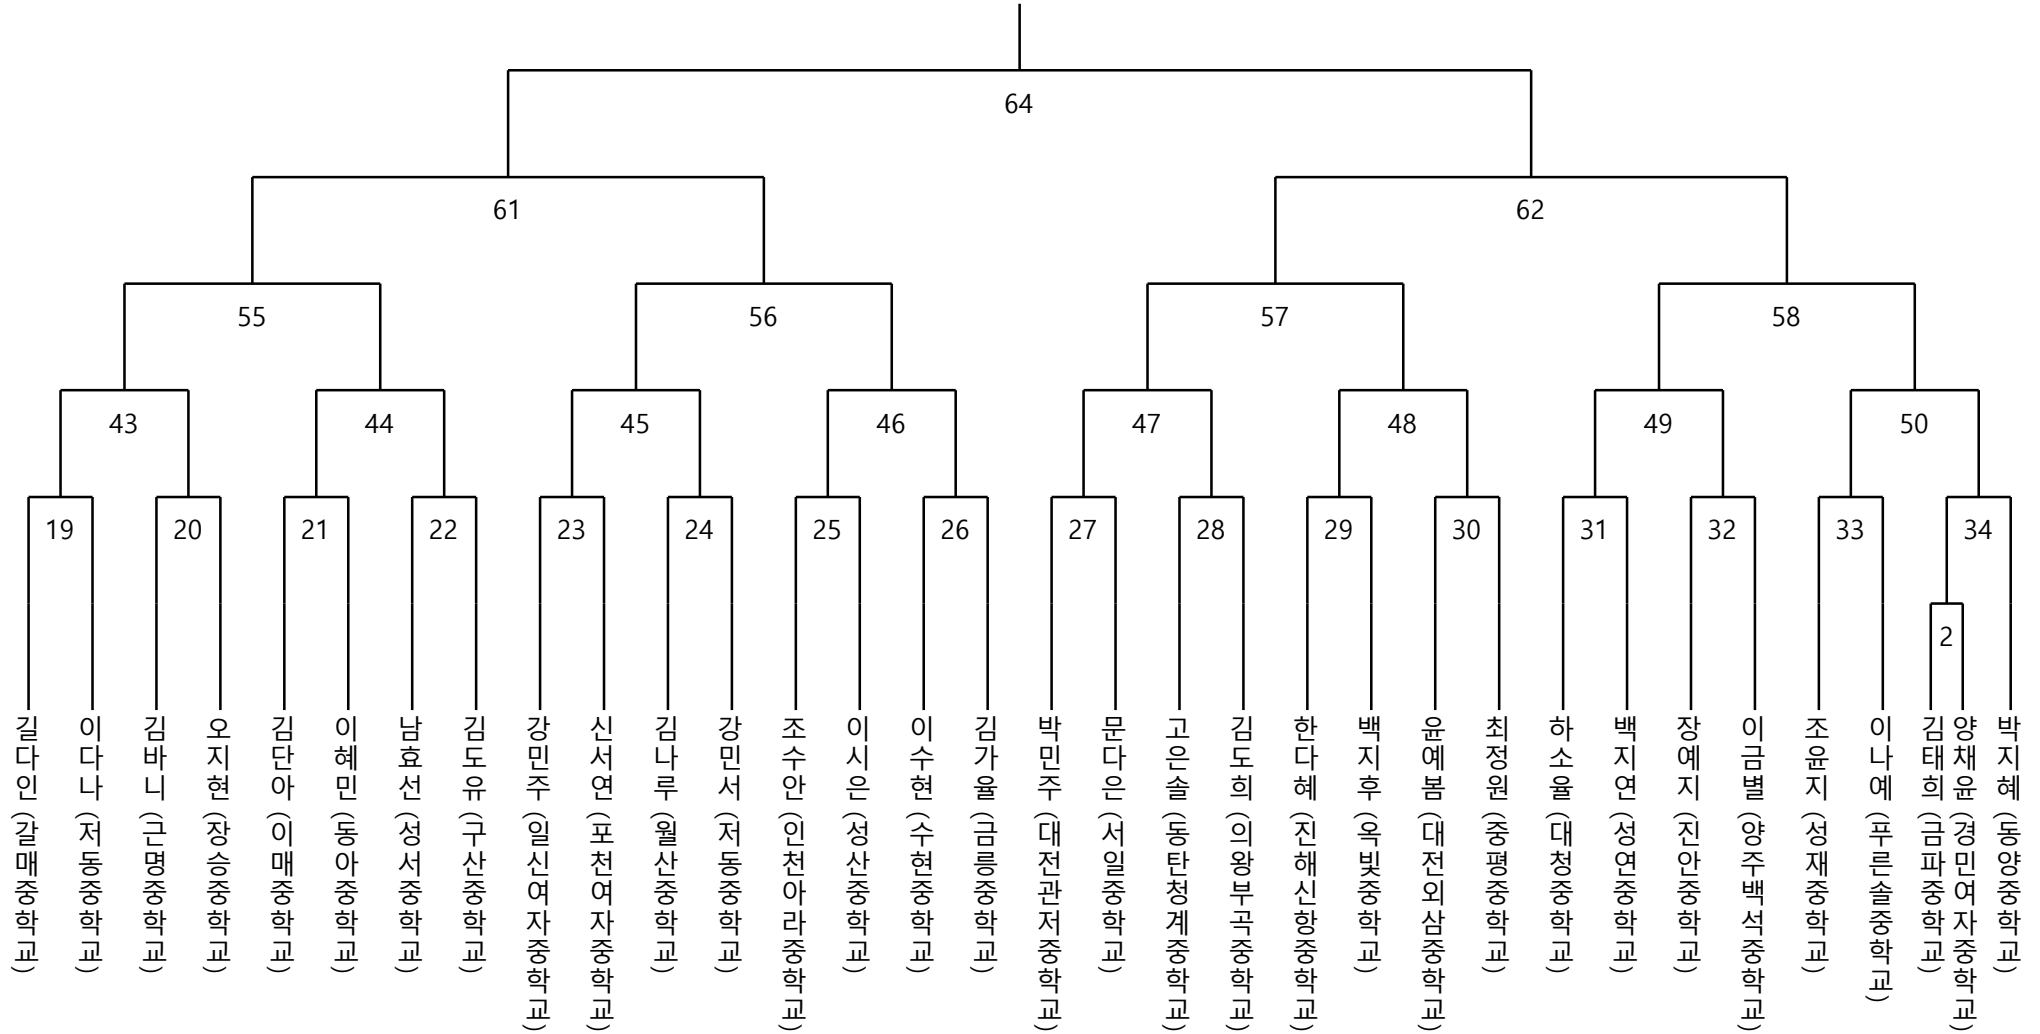 64
61 62
55 56 57 58
43 44 45 46 47 48 49 50
19 20 21 22 23 24 25 26 27 28 29 30 31 32 33 34
2
길다인 (갈매중학교)
이다나 (저동중학교)
김바니 (근명중학교)
오지현 (장승중학교)
김단아 (이매중학교)
이혜민 (동아중학교)
남효선 (성서중학교)
김도유 (구산중학교)
강민주 (일신여자중학교)
신서연 (포천여자중학교)
김나루 (월산중학교)
강민서 (저동중학교)
조수안 (인천아라중학교)
이시은 (성산중학교)
이수현 (수현중학교)
김가율 (금릉중학교)
박민주 (대전관저중학교)
문다은 (서일중학교)
고은솔 (동탄청계중학교)
김도희 (의왕부곡중학교)
한다혜 (진해신항중학교)
백지후 (옥빛중학교)
윤예봄 (대전외삼중학교)
최정원 (중평중학교)
하소율 (대청중학교)
백지연 (성연중학교)
장예지 (진안중학교)
이금별 (양주백석중학교)
조윤지 (성재중학교)
이나예 (푸른솔중학교)
김태희 (금파중학교)
양채윤 (경민여자중학교)
박지혜 (동양중학교)